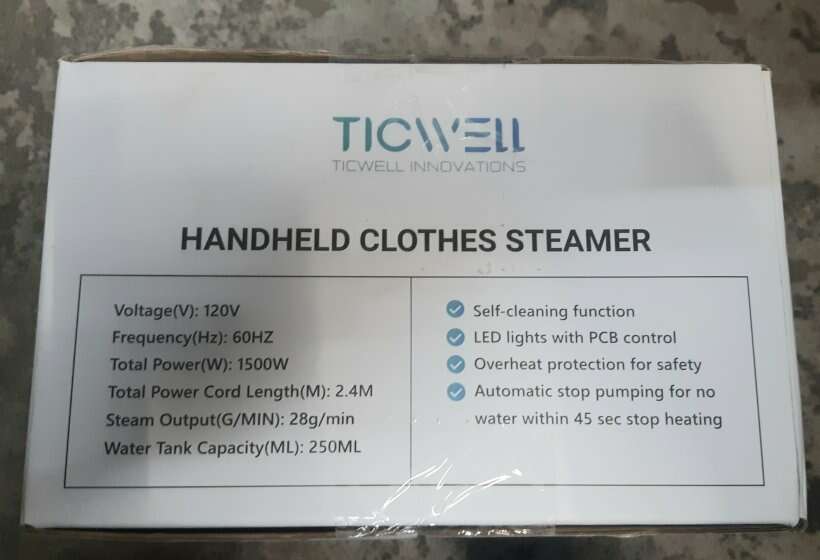 TICWELL
TICWELL INNOVATIONS
HANDHELD CLOTHES STEAMER
Voltage(V): 120V
Frequency(Hz): 60HZ
Total Power(W): 1500W
Total Power Cord Length(M): 2.4M
Steam Output(G/MIN): 28g/min
Water Tank Capacity(ML): 250ML
Self-cleaning function
LED lights with PCB control
Overheat protection for safety
Automatic stop pumping for no
water within 45 sec stop heating